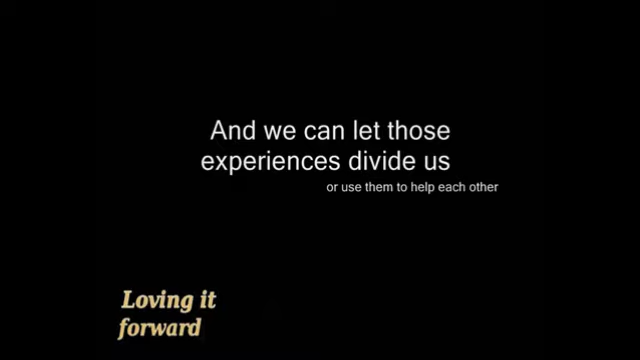 And we can let those
experiences divide us
or use them to help each other
Loving it
forward